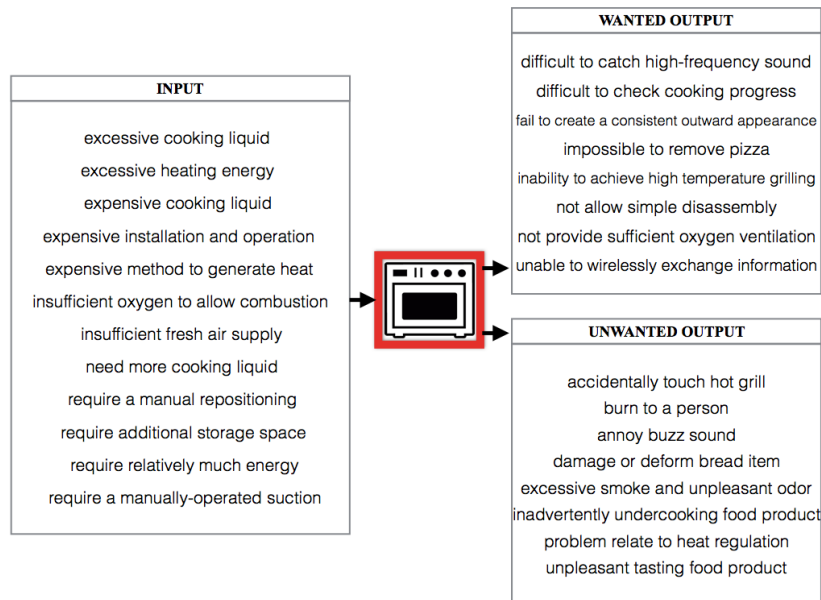 INPUT
excessive cooking liquid
excessive heating energy
expensive cooking liquid
expensive installation and operation
expensive method to generate heat
insufficient oxygen to allow combustion
insufficient fresh air supply
need more cooking liquid
require a manual repositioning
require additional storage space
require relatively much energy
require a manually-operated suction
WANTED OUTPUT
difficult to catch high-frequency sound
difficult to check cooking progress
fail to create a consistent outward appearance
impossible to remove pizza
inability to achieve high temperature grilling
not allow simple disassembly
not provide sufficient oxygen ventilation
unable to wirelessly exchange information
UNWANTED OUTPUT
accidentally touch hot grill
burn to a person
annoy buzz sound
damage or deform bread item
excessive smoke and unpleasant odor
inadvertently undercooking food product
problem relate to heat regulation
unpleasant tasting food product